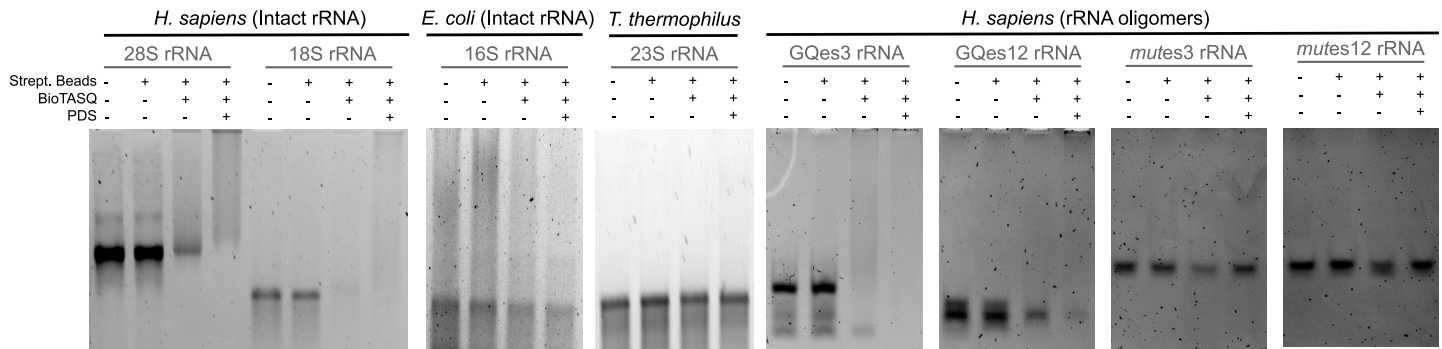 H. sapiens (Intact rRNA) E. coli (Intact rRNA) T. thermophilus H. sapiens (rRNA oligomers)
28S rRNA 18S rRNA 16S rRNA 23S rRNA GQes3 rRNA GQes12 rRNA mutes3 rRNA mutes12 rRNA
Strept. Beads - + + + - + + + - + + + - + + + - + + + - + + + - + + + - + + +
BioTASQ - - + + - - + + - - + + - - + + - - + + - - + + - - + + - - + +
PDS - - - + - - - + - - - + - - - + - - - + - - - + - - - + - - - +